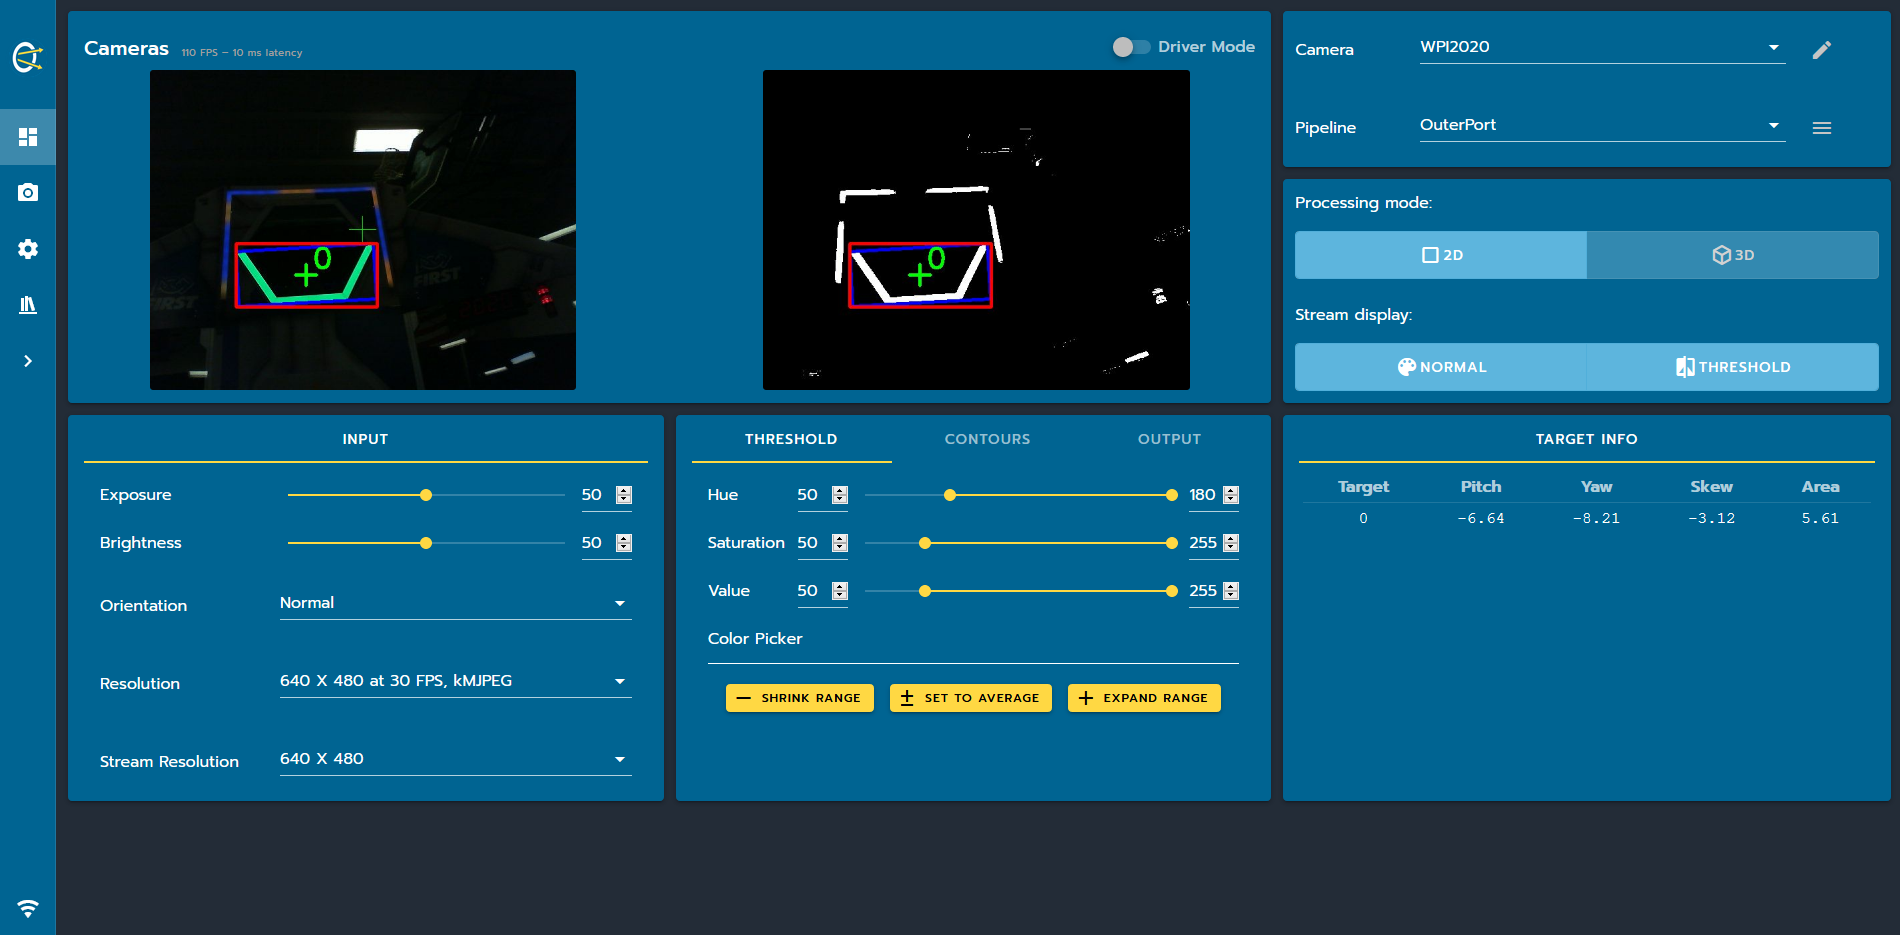 Cameras 110 FPS – 10 ms latency
Driver Mode
0
FIRST
FIRST
0
Camera WPI2020
Pipeline OuterPort
Processing mode:
2D 3D
Stream display:
NORMAL THRESHOLD
INPUT
Exposure 50
Brightness 50
Orientation Normal
Resolution 640 X 480 at 30 FPS, kMJPEG
Stream Resolution 640 X 480
THRESHOLD CONTOURS OUTPUT
Hue 50 180
Saturation 50 255
Value 50 255
Color Picker
SHRINK RANGE SET TO AVERAGE EXPAND RANGE
TARGET INFO
Target Pitch Yaw Skew Area
0 -6.64 -8.21 -3.12 5.61